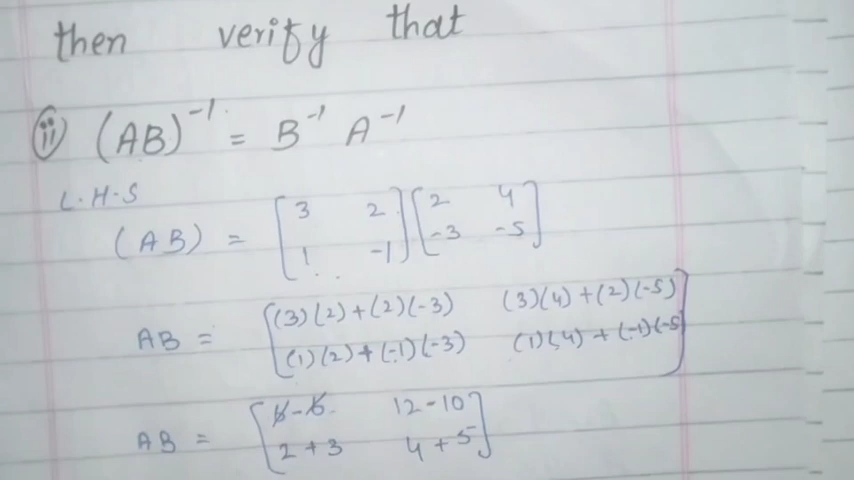 then verify that
(ii) (AB)⁻¹ = B⁻¹ A⁻¹
L.H.S
(AB) = [3 2; 1 -1] [2 4; -3 -5]
AB = [(3)(2)+(2)(-3) (3)(4)+(2)(-5); (1)(2)+(-1)(-3) (1)(4)+(-1)(-5)]
AB = [6-6 12-10; 2+3 4+5]